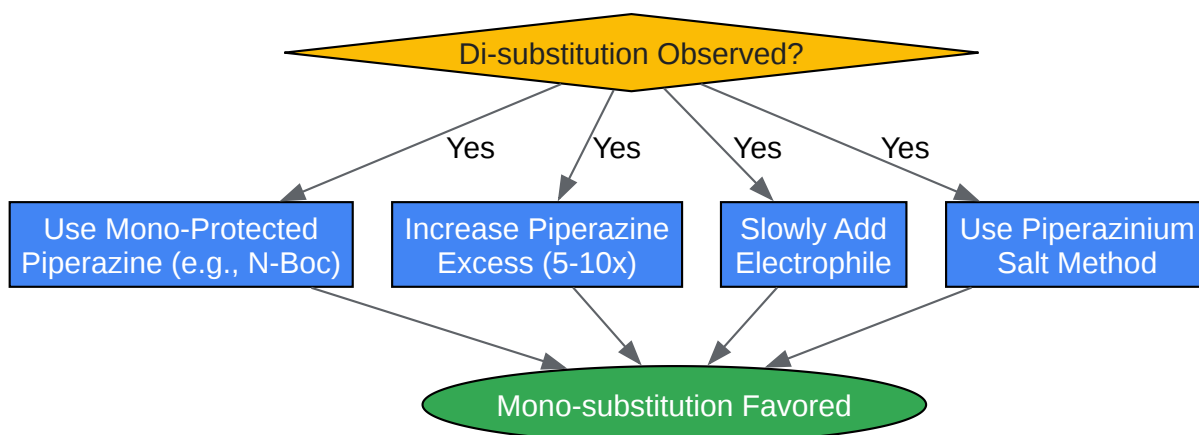 Di-substitution Observed?
Yes
Yes
Yes
Yes
Use Mono-Protected
Piperazine (e.g., N-Boc)
Increase Piperazine
Excess (5-10x)
Slowly Add
Electrophile
Use Piperazinium
Salt Method
Mono-substitution Favored